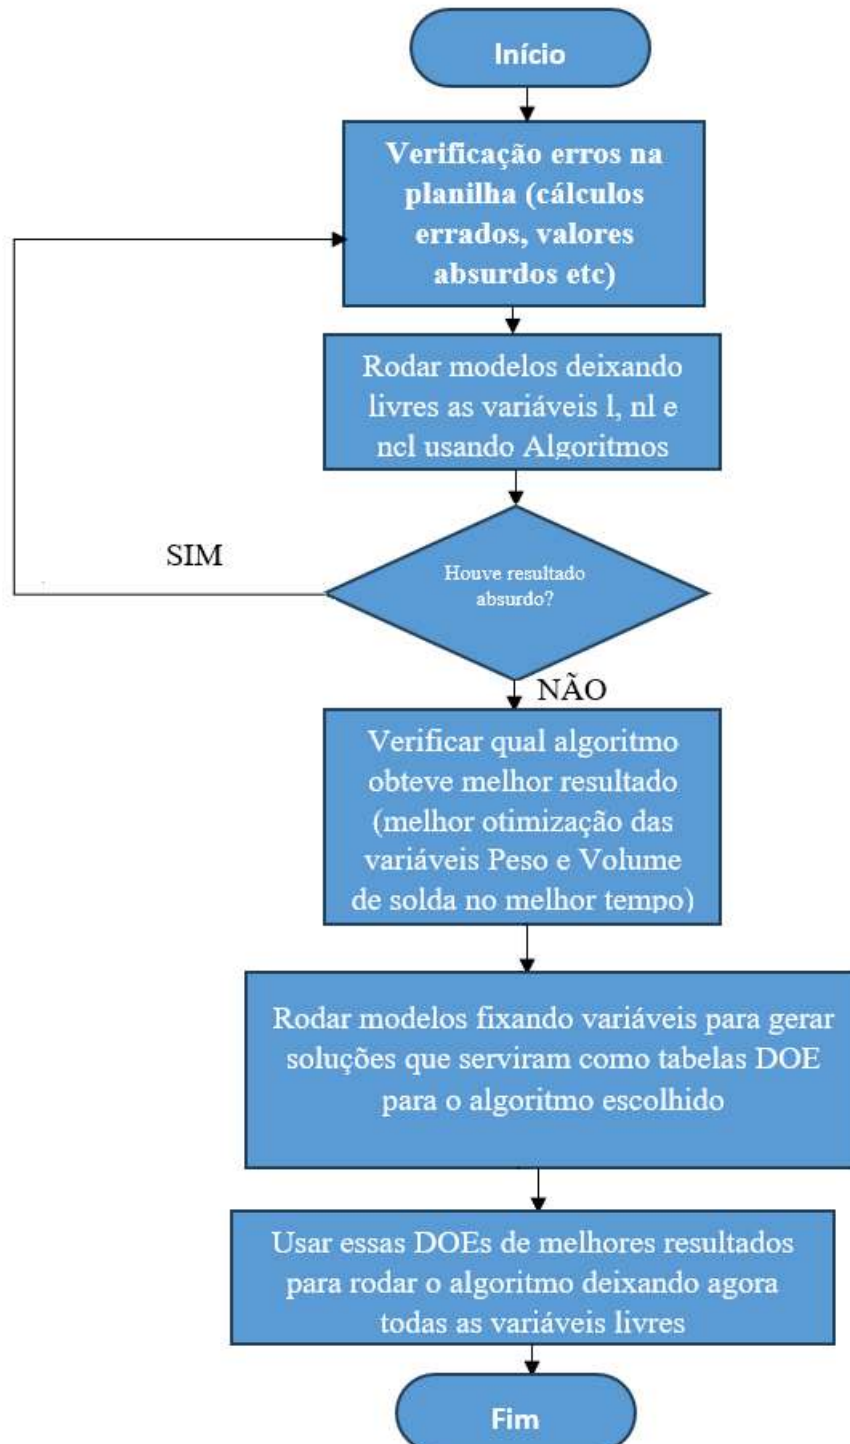 Início
Verificação erros na
planilha (cálculos
errados, valores
absurdos etc)
Rodar modelos deixando
livres as variáveis l, nl e
ncl usando Algoritmos
SIM
Houve resultado
absurdo?
NÃO
Verificar qual algoritmo
obteve melhor resultado
(melhor otimização das
variáveis Peso e Volume
de solda no melhor tempo)
Rodar modelos fixando variáveis para gerar
soluções que serviram como tabelas DOE
para o algoritmo escolhido
Usar essas DOEs de melhores resultados
para rodar o algoritmo deixando agora
todas as variáveis livres
Fim